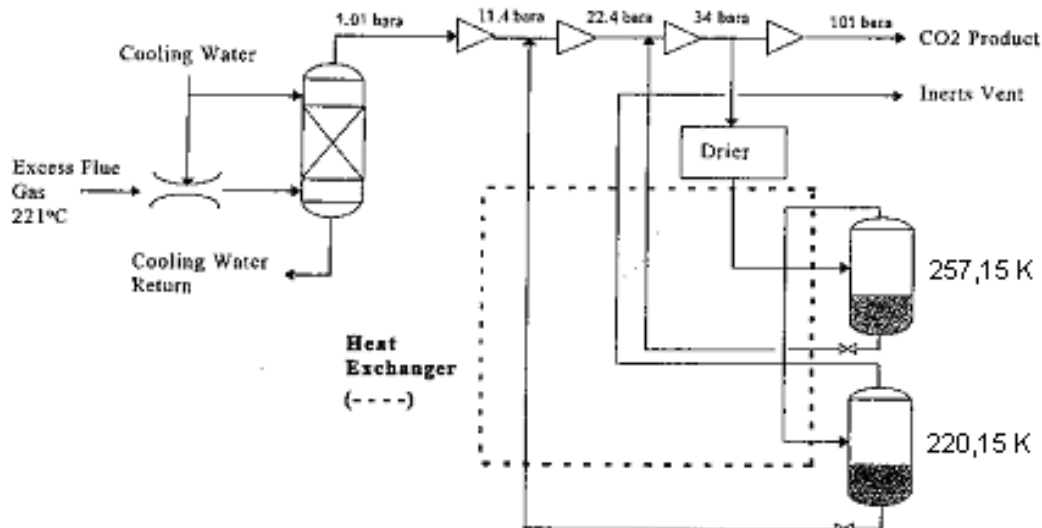 1.01 bara
11.4 bara
22.4 bara
34 bara
101 bara
CO2 Product
Cooling Water
Inerts Vent
Drier
Excess Flue
Gas
221ºC
Cooling Water
Return
257,15 K
Heat
Exchanger
(----)
220,15 K